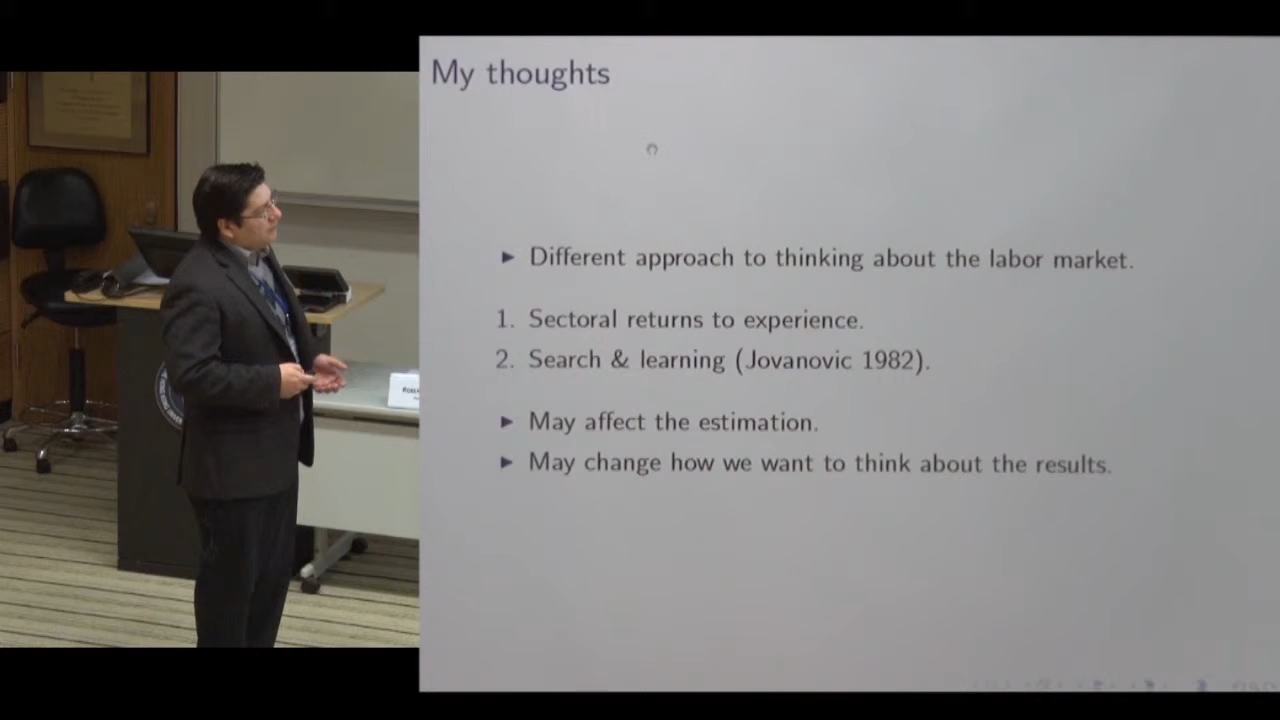 My thoughts
▶ Different approach to thinking about the labor market.
1. Sectoral returns to experience.
2. Search & learning (Jovanovic 1982).
▶ May affect the estimation.
▶ May change how we want to think about the results.